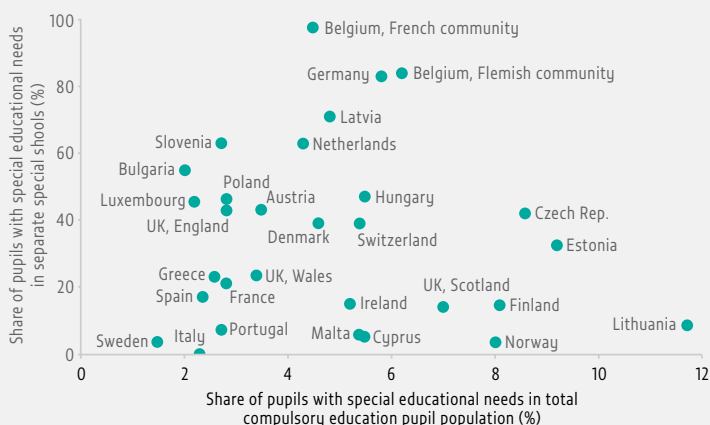 Share of pupils with special educational needs
in separate special shools (%)
100
80
60
40
20
0
Belgium, French community
Germany
Belgium, Flemish community
Latvia
Slovenia
Netherlands
Bulgaria
Poland
Luxembourg
Austria
Hungary
UK, England
Czech Rep.
Denmark
Switzerland
Estonia
Greece
UK, Wales
UK, Scotland
Spain
France
Ireland
Finland
Lithuania
Sweden
Italy
Portugal
Malta
Cyprus
Norway
0 2 4 6 8 10 12
Share of pupils with special educational needs in total
compulsory education pupil population (%)